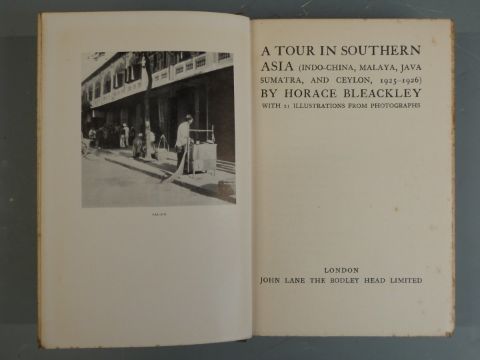 A TOUR IN SOUTHERN
ASIA (INDO-CHINA, MALAYA, JAVA
SUMATRA, AND CEYLON, 1925-1926)
BY HORACE BLEACKLEY
WITH 21 ILLUSTRATIONS FROM PHOTOGRAPHS
LONDON
JOHN LANE THE BODLEY HEAD LIMITED